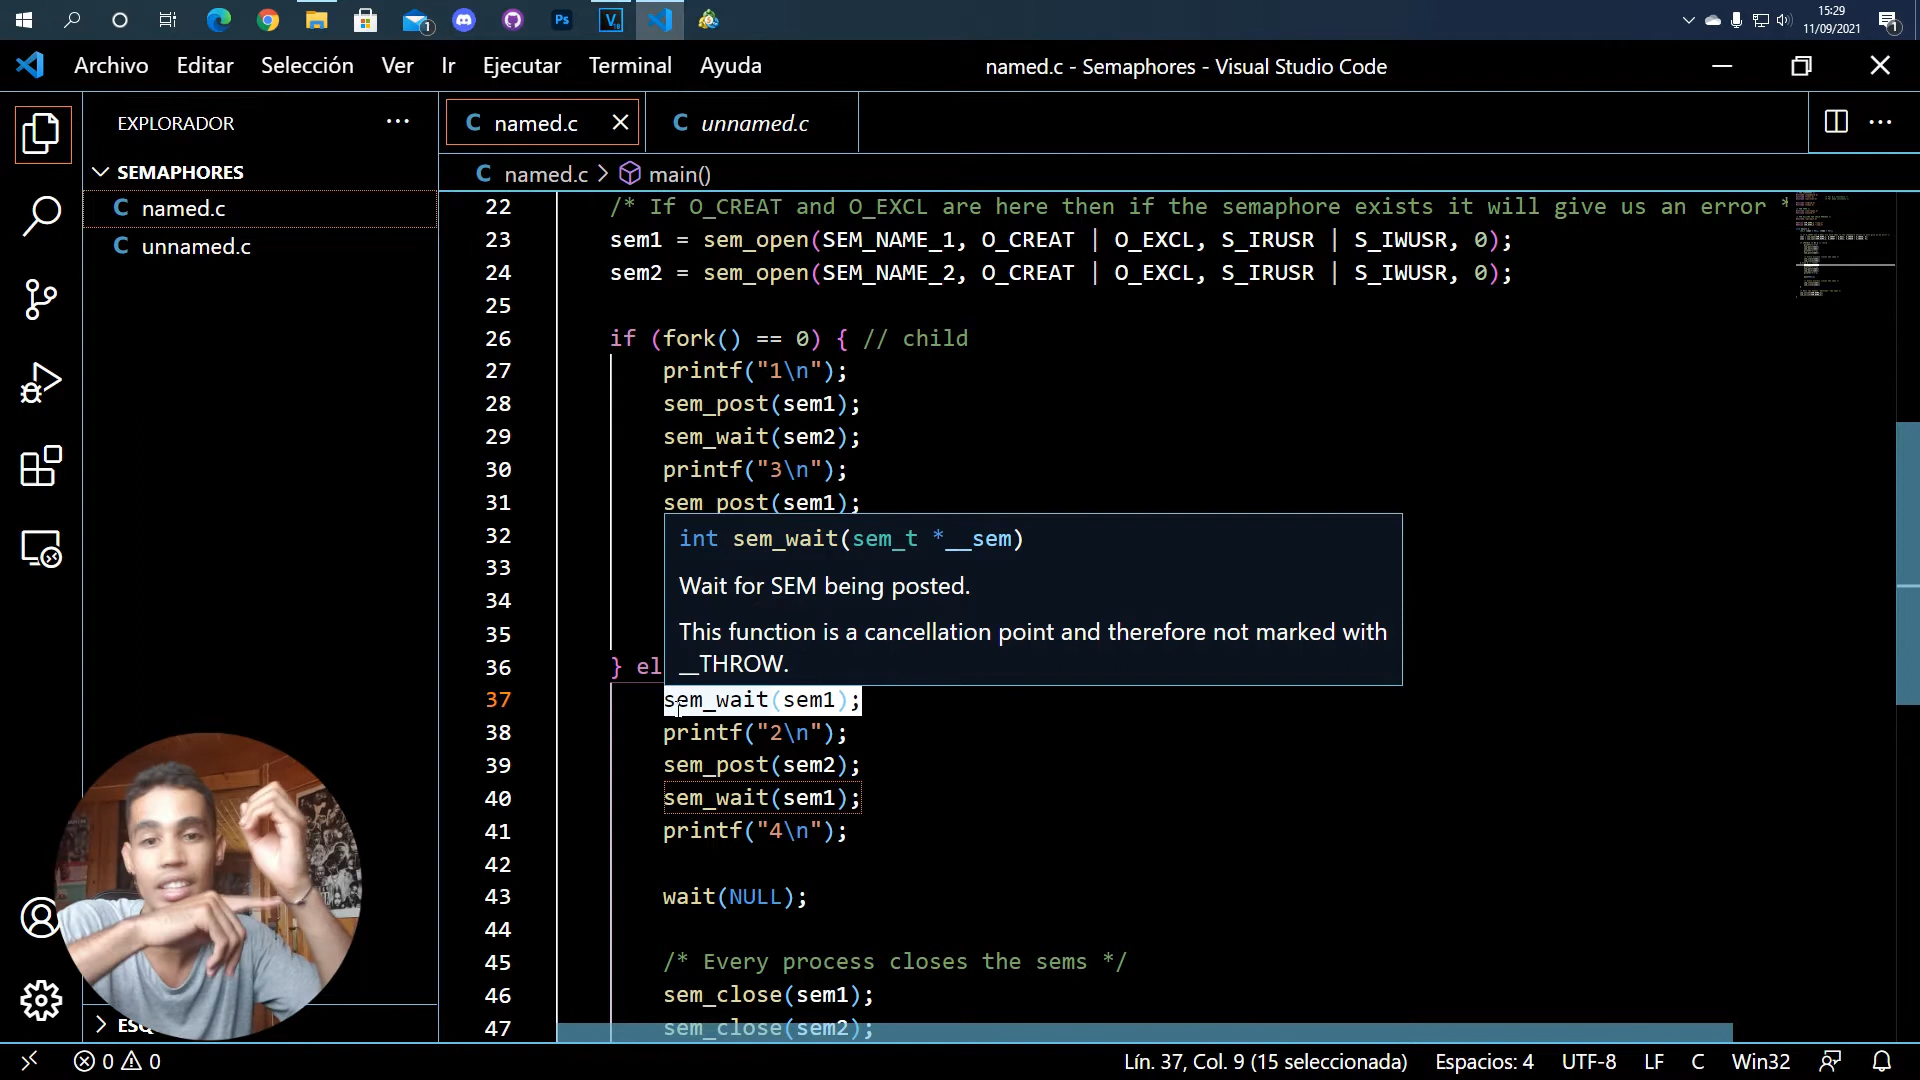 15:29
11/09/2021
1
Ps
V
1
Archivo Editar Selección Ver Ir Ejecutar Terminal Ayuda
named.c - Semaphores - Visual Studio Code
EXPLORADOR
SEMAPHORES
C named.c
C unnamed.c
C named.c
C unnamed.c
C named.c > main()
22 /* If O_CREAT and O_EXCL are here then if the semaphore exists it will give us an error *
23 sem1 = sem_open(SEM_NAME_1, O_CREAT | O_EXCL, S_IRUSR | S_IWUSR, 0);
24 sem2 = sem_open(SEM_NAME_2, O_CREAT | O_EXCL, S_IRUSR | S_IWUSR, 0);
25
26 if (fork() == 0) { // child
27 printf("1\n");
28 sem_post(sem1);
29 sem_wait(sem2);
30 printf("3\n");
31 sem_post(sem1);
32
33
34
35
int sem_wait(sem_t *__sem)
Wait for SEM being posted.
This function is a cancellation point and therefore not marked with
__THROW.
36 } el
37 sem_wait(sem1);
38 printf("2\n");
39 sem_post(sem2);
40 sem_wait(sem1);
41 printf("4\n");
42
43 wait(NULL);
44
45 /* Every process closes the sems */
46 sem_close(sem1);
47 sem_close(sem2);
ESQ
0 0
Lín. 37, Col. 9 (15 seleccionada) Espacios: 4 UTF-8 LF C Win32